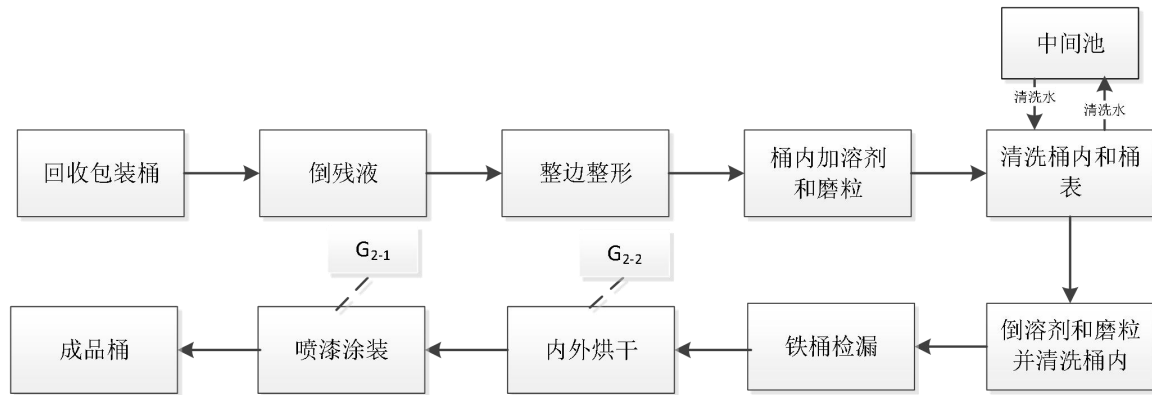 中间池
清洗水
清洗水
回收包装桶
倒残液
整边整形
桶内加溶剂
和磨粒
清洗桶内和桶
表
G2-1
G2-2
成品桶
喷漆涂装
内外烘干
铁桶检漏
倒溶剂和磨粒
并清洗桶内